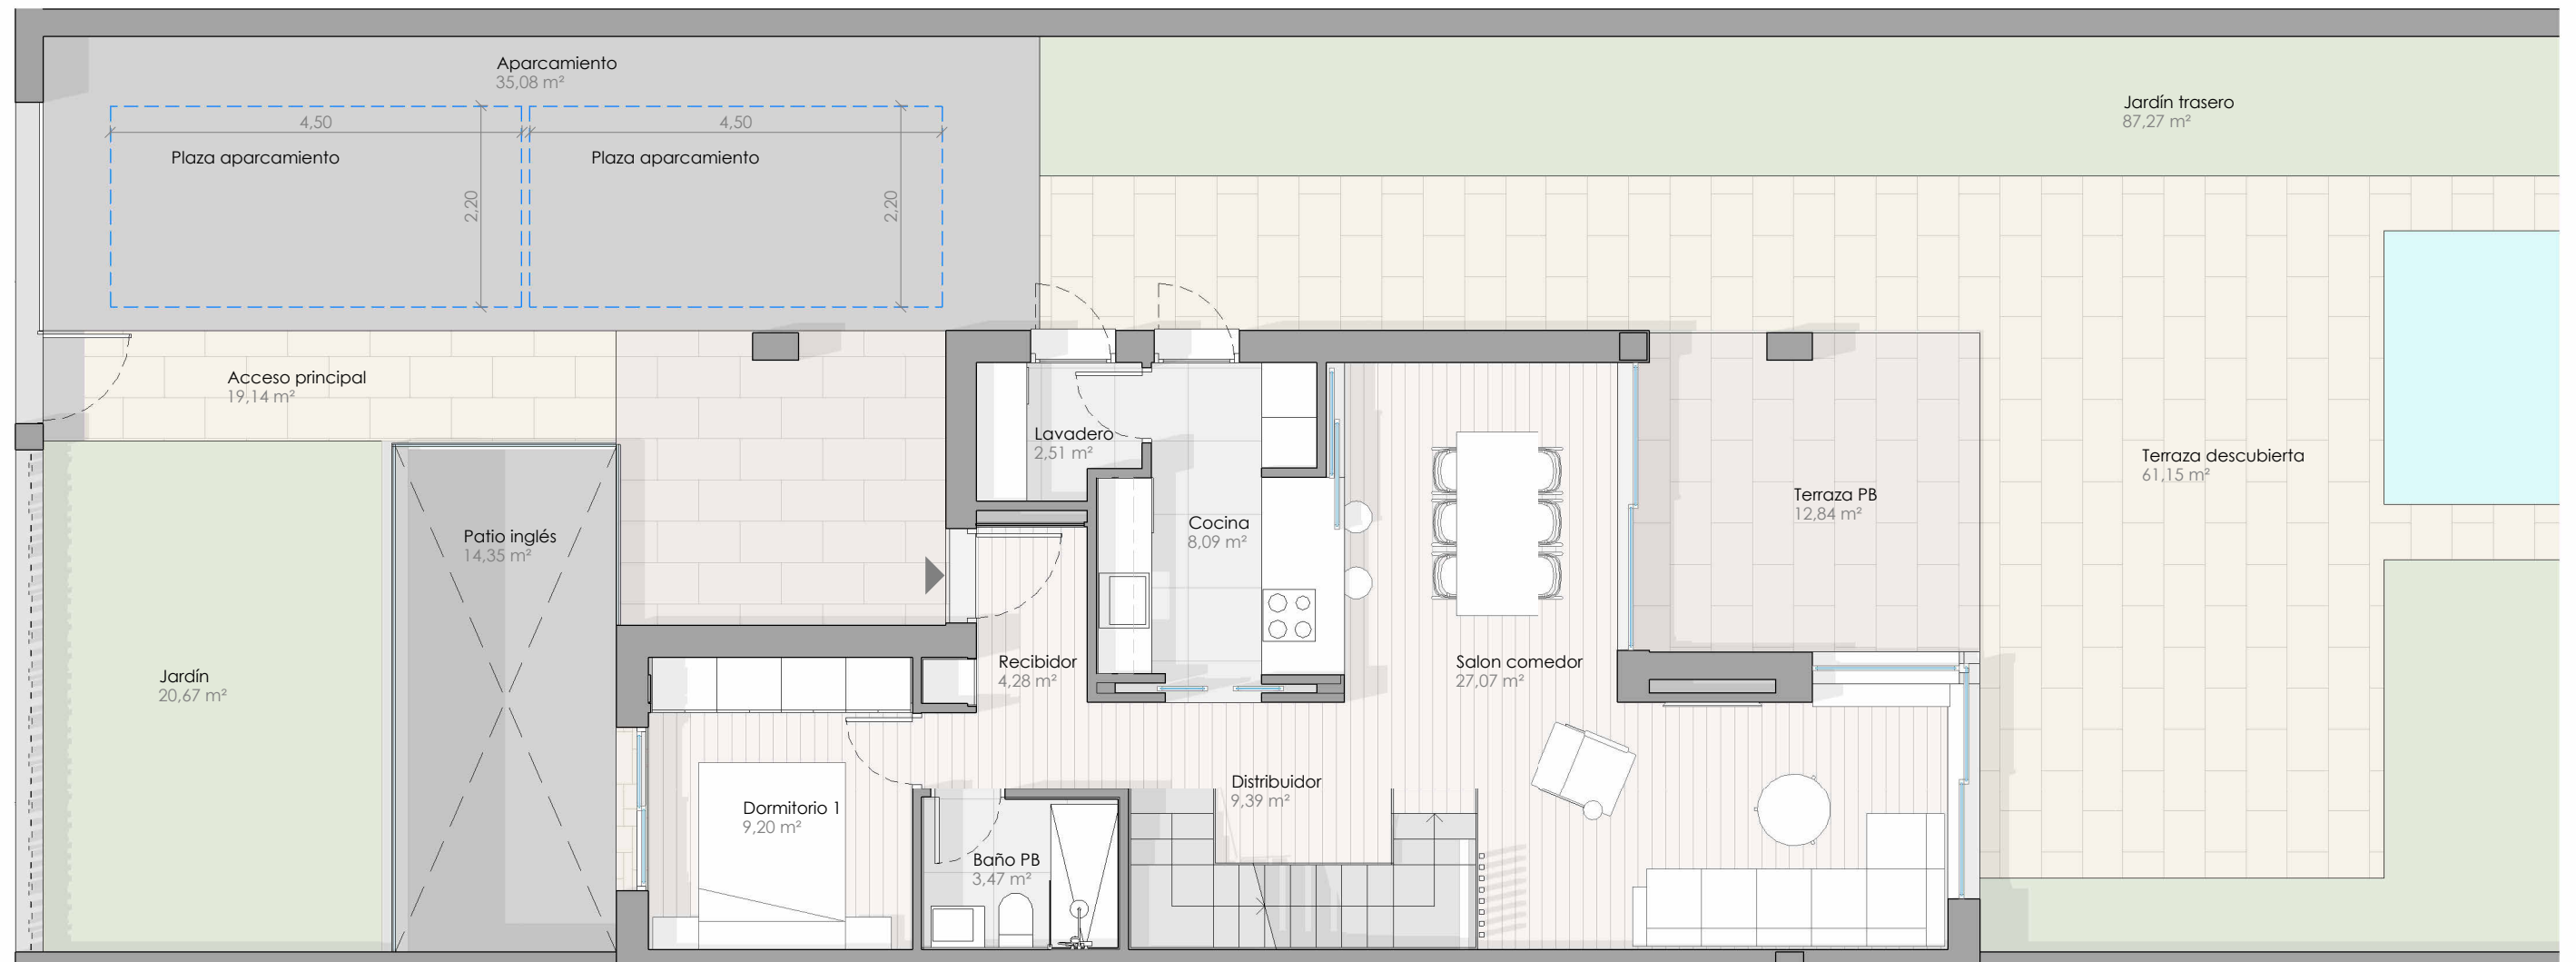 Aparcamiento
35,08 m²
4,50
4,50
Plaza aparcamiento
Plaza aparcamiento
2,20
2,20
Jardín trasero
87,27 m²
Acceso principal
19,14 m²
Lavadero
2,51 m²
Patio inglés
14,35 m²
Cocina
8,09 m²
Terraza PB
12,84 m²
Terraza descubierta
61,15 m²
Jardín
20,67 m²
Recibidor
4,28 m²
Salon comedor
27,07 m²
Dormitorio 1
9,20 m²
Distribuidor
9,39 m²
Baño PB
3,47 m²